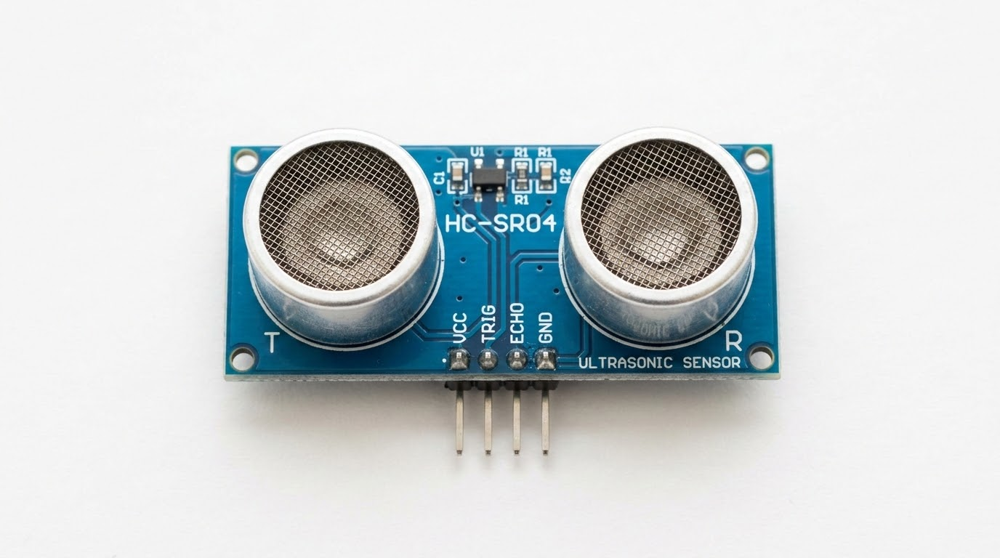 U1 R1 R1
C1
R2
R1
HC-SR04
VCC
TRIG
ECHO
GND
T
R
ULTRASONIC SENSOR